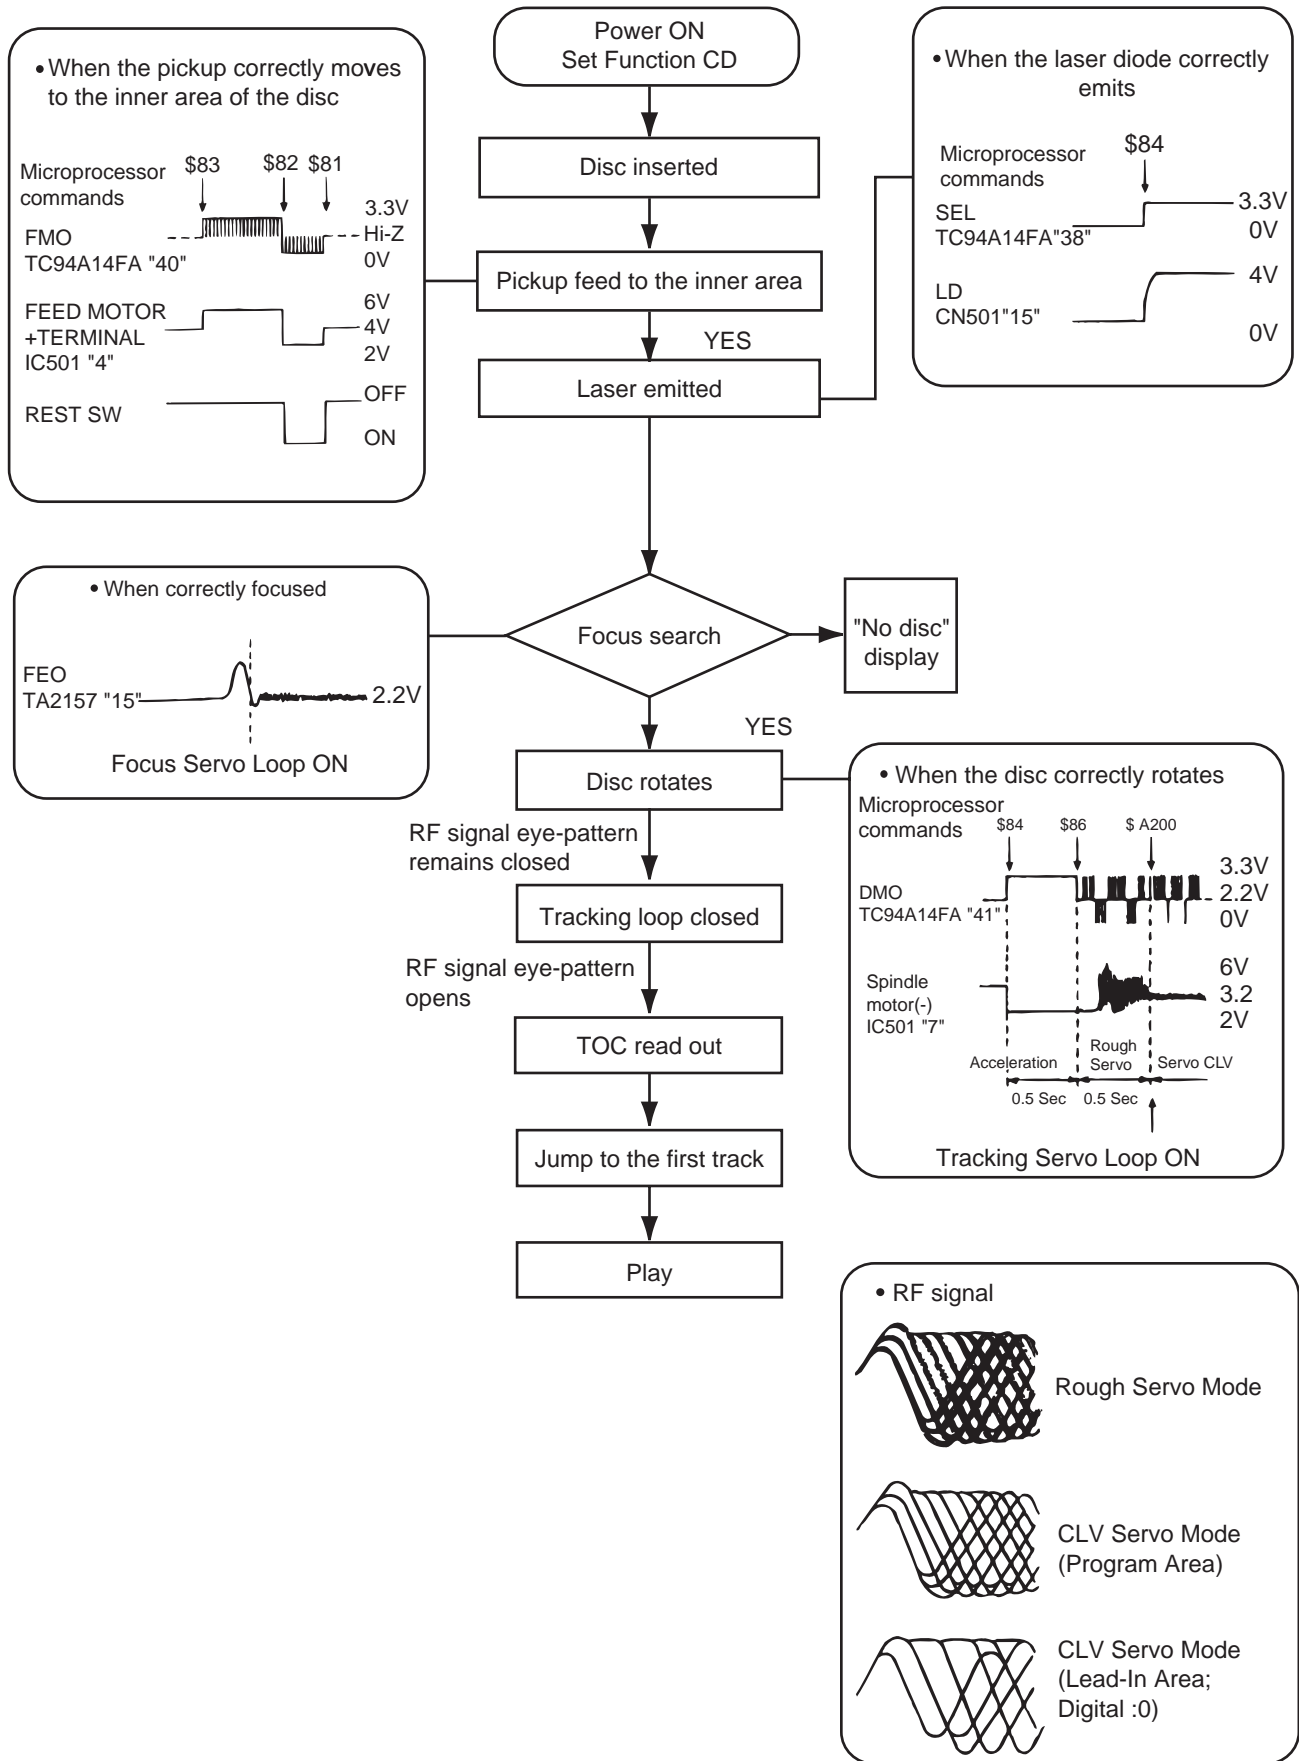 Power ON
Set Function CD
• When the pickup correctly moves
to the inner area of the disc
Microprocessor
commands
$83
$82
$81
FMO
TC94A14FA "40"
3.3V
Hi-Z
0V
FEED MOTOR
+TERMINAL
IC501 "4"
6V
4V
2V
REST SW
OFF
ON
• When the laser diode correctly
emits
Microprocessor
commands
$84
SEL
TC94A14FA"38"
3.3V
0V
LD
CN501"15"
4V
0V
Disc inserted
Pickup feed to the inner area
YES
Laser emitted
• When correctly focused
FEO
TA2157 "15"
2.2V
Focus Servo Loop ON
Focus search
"No disc"
display
YES
Disc rotates
RF signal eye-pattern
remains closed
Tracking loop closed
RF signal eye-pattern
opens
TOC read out
Jump to the first track
Play
• When the disc correctly rotates
Microprocessor
commands
$84
$86
$ A200
DMO
TC94A14FA "41"
3.3V
2.2V
0V
Spindle
motor(-)
IC501 "7"
6V
3.2
2V
Acceleration
Rough
Servo
Servo CLV
0.5 Sec
0.5 Sec
Tracking Servo Loop ON
• RF signal
Rough Servo Mode
CLV Servo Mode
(Program Area)
CLV Servo Mode
(Lead-In Area;
Digital :0)